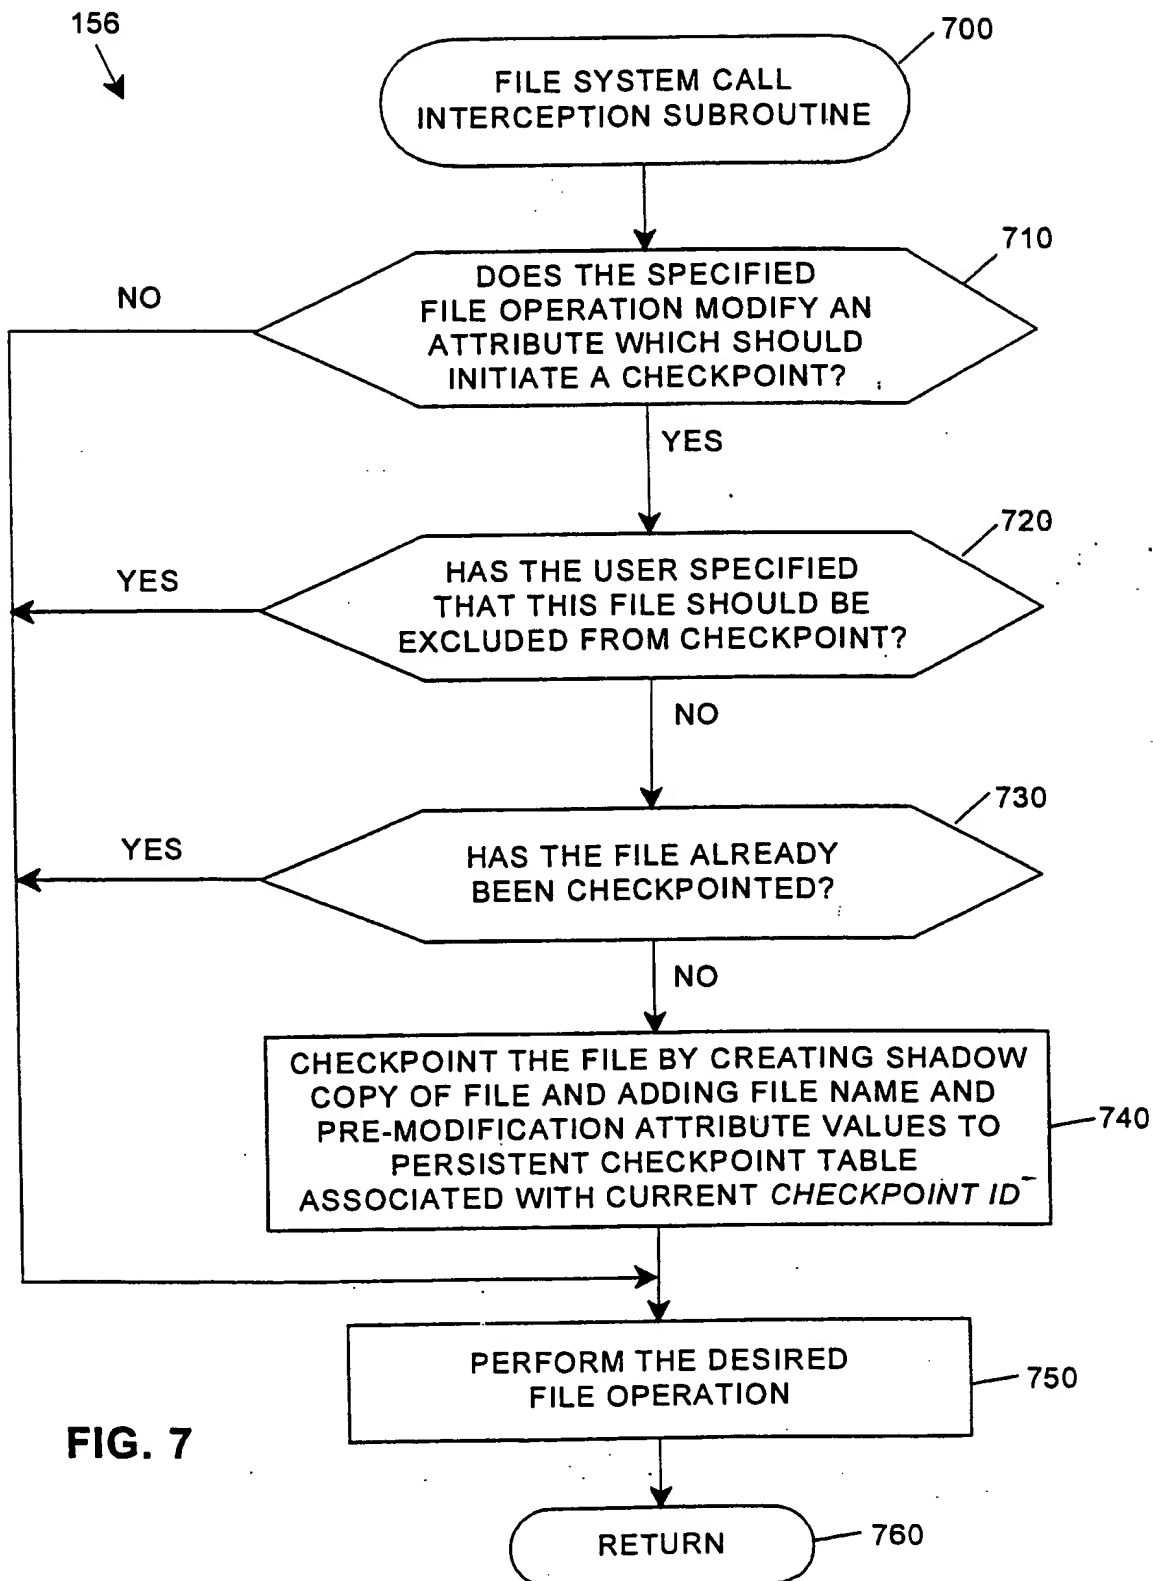 156
700
FILE SYSTEM CALL
INTERCEPTION SUBROUTINE
710
DOES THE SPECIFIED
FILE OPERATION MODIFY AN
ATTRIBUTE WHICH SHOULD
INITIATE A CHECKPOINT?
NO
YES
720
HAS THE USER SPECIFIED
THAT THIS FILE SHOULD BE
EXCLUDED FROM CHECKPOINT?
YES
NO
730
HAS THE FILE ALREADY
BEEN CHECKPOINTED?
YES
NO
CHECKPOINT THE FILE BY CREATING SHADOW
COPY OF FILE AND ADDING FILE NAME AND
PRE-MODIFICATION ATTRIBUTE VALUES TO
PERSISTENT CHECKPOINT TABLE
ASSOCIATED WITH CURRENT CHECKPOINT ID
740
PERFORM THE DESIRED
FILE OPERATION
750
FIG. 7
RETURN
760